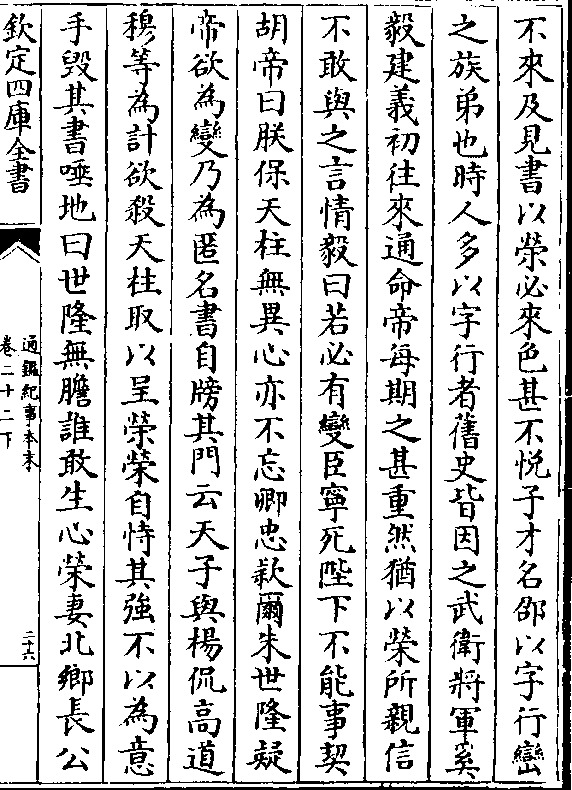 不來及見書以榮必來色甚不悅子才名邵以字行巒
之族弟也時人多以字行者舊史皆因之武衛將軍奚
毅建義初往來通命帝每期之甚重然猶以榮所親信
不敢與之言情毅曰若必有變臣寧死陛下不能事契
胡帝曰朕保天柱無異心亦不忘卿忠款爾朱世隆疑
帝欲為變乃為匿名書自牓其門云天子與楊侃高道
穆等為計欲殺天柱取以呈榮榮自恃其強不以為意
手毀其書唾地曰世隆無膽誰敢生心榮妻北鄉長公
欽定四庫全書
通鑑紀事本末
卷二十二下
二十六